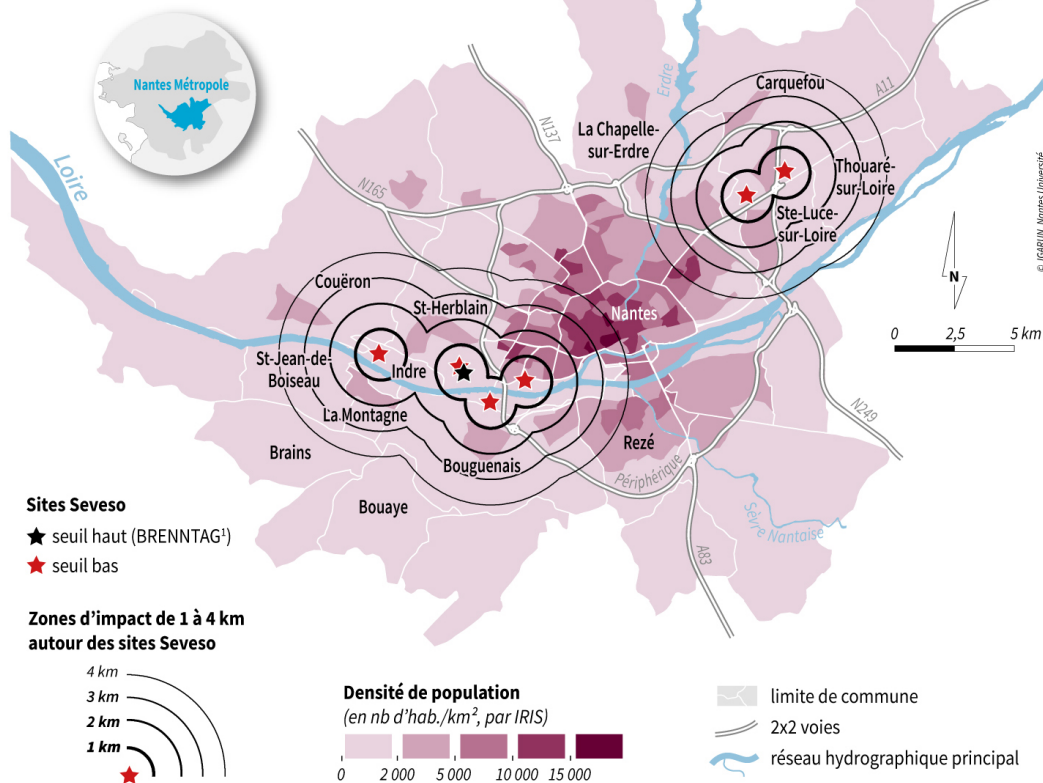 Nantes Métropole
Loire
Erdre
N137
N165
A11
Carquefou
La Chapelle-
sur-Erdre
Thouaré-
sur-Loire
Ste-Luce-
sur-Loire
© IGARUN, Nantes Université
N
0 2,5 5 km
Couëron
St-Herblain
Nantes
St-Jean-de-
Boiseau
Indre
La Montagne
Brains
Bouguenais
Rezé
Périphérique
N249
Bouaye
Sèvre Nantaise
A83
Sites Seveso
seuil haut (BRENNTAG¹)
seuil bas
Zones d’impact de 1 à 4 km
autour des sites Seveso
4 km
3 km
2 km
1 km
Densité de population
(en nb d’hab./km², par IRIS)
0 2 000 5 000 10 000 15 000
limite de commune
2x2 voies
réseau hydrographique principal